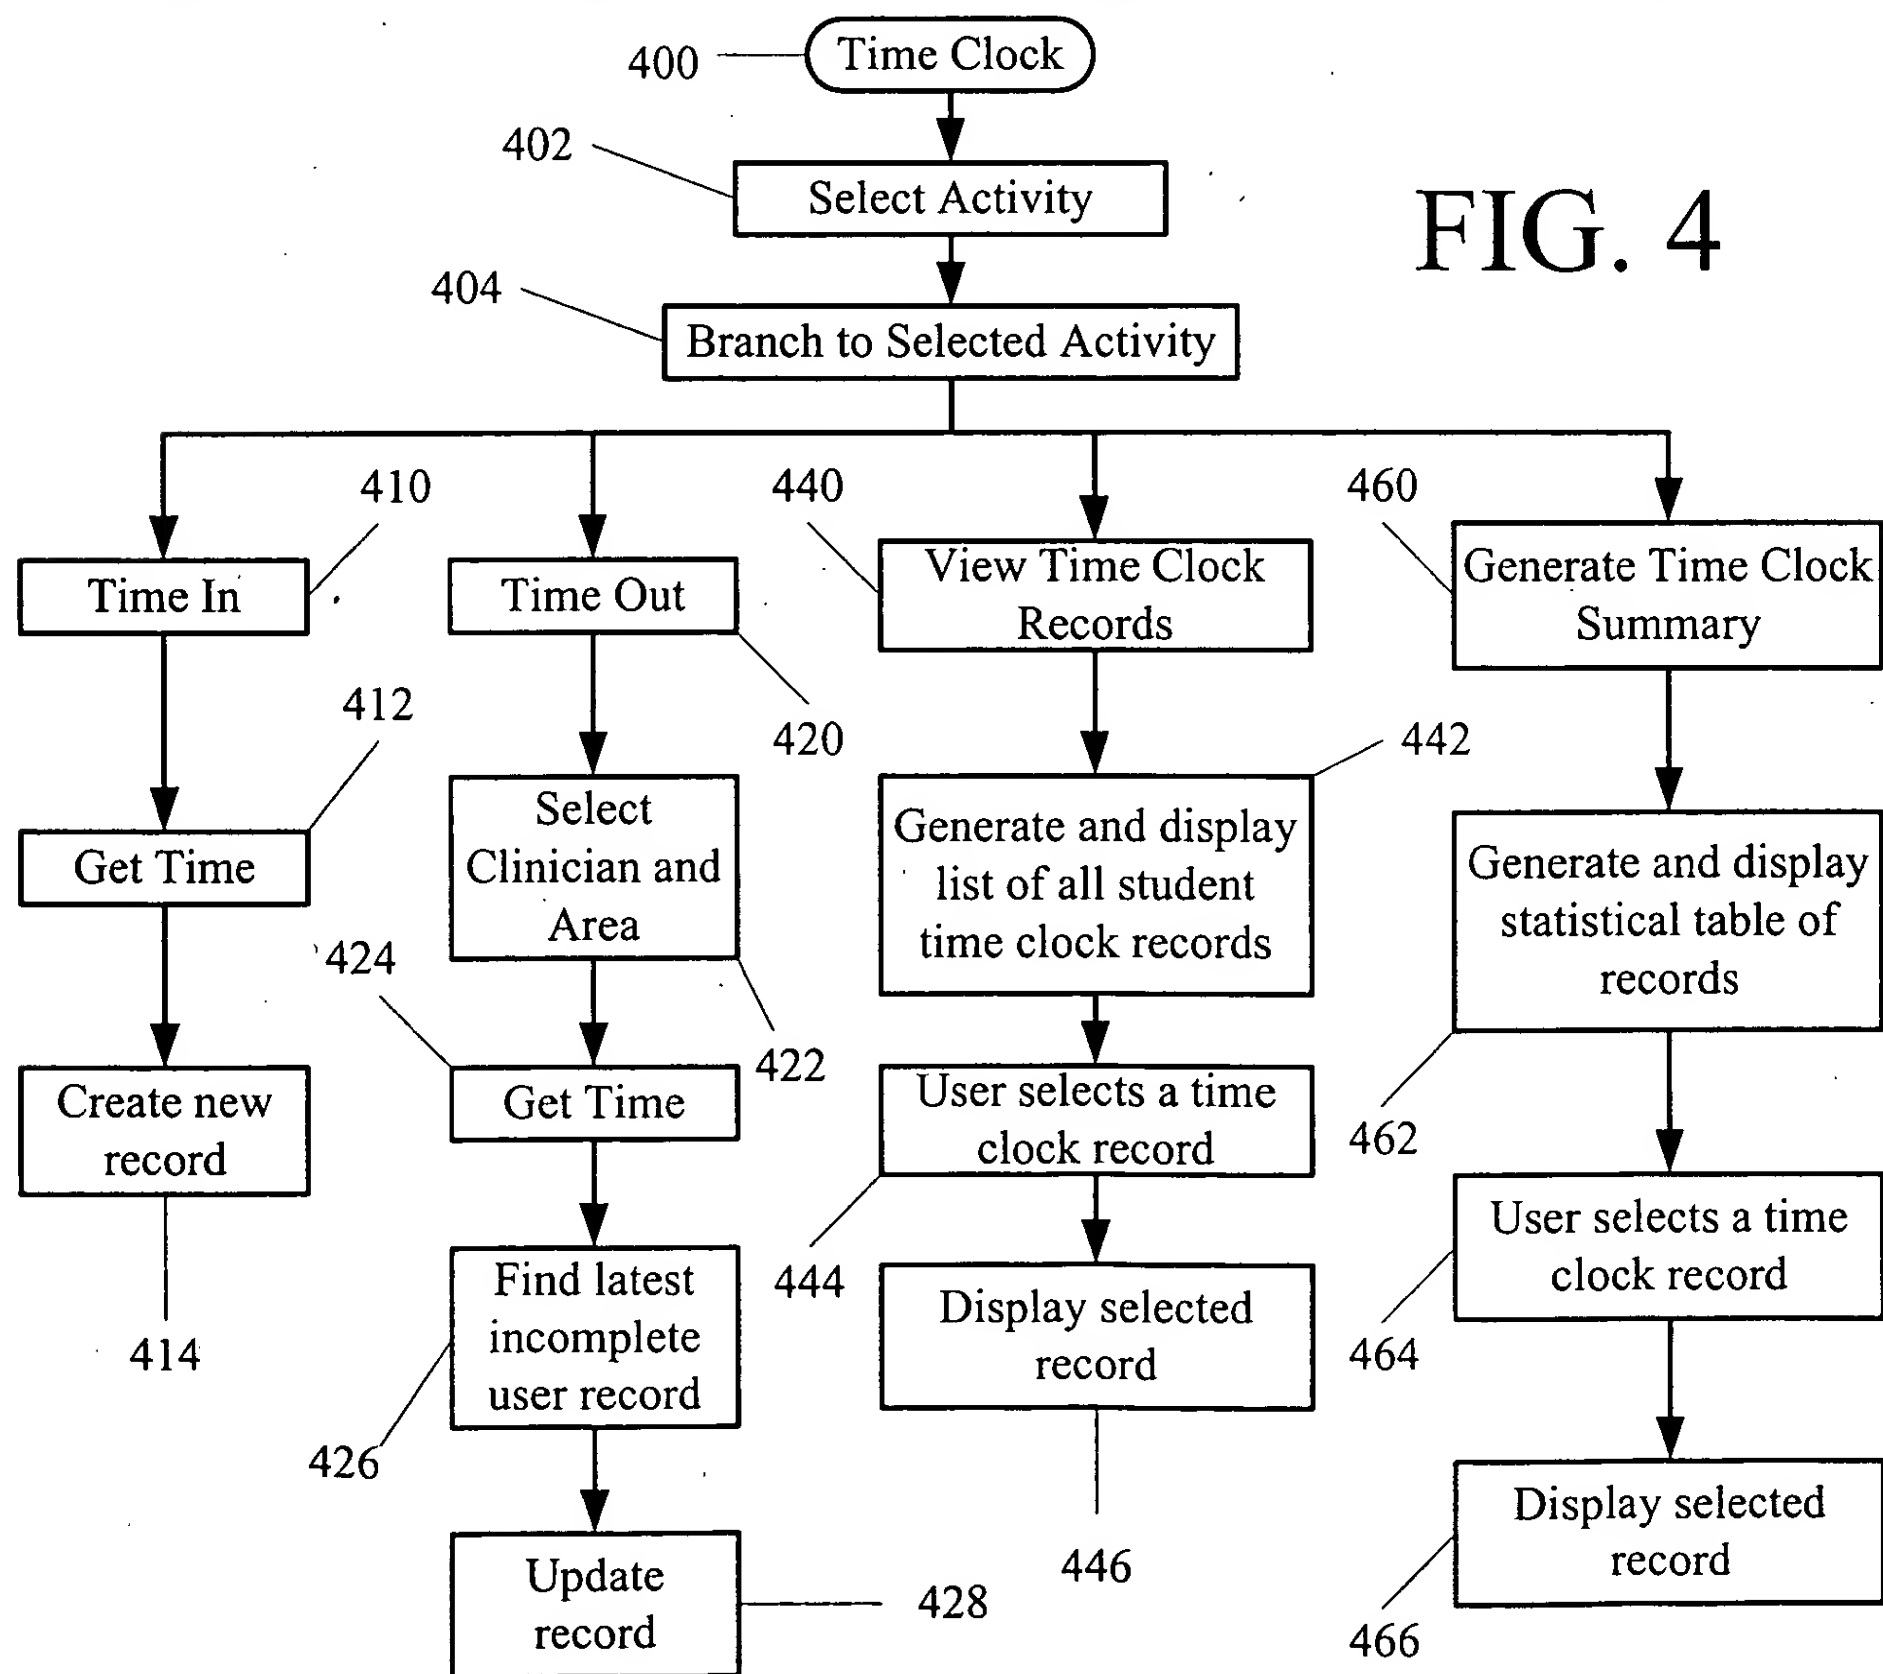 400
Time Clock
402
Select Activity
FIG. 4
404
Branch to Selected Activity
410
440
460
Time In
Time Out
View Time Clock
Records
Generate Time Clock
Summary
412
420
442
Get Time
Select
Clinician and
Area
Generate and display
list of all student
time clock records
Generate and display
statistical table of
records
424
422
462
Create new
record
Get Time
User selects a time
clock record
User selects a time
clock record
414
Find latest
incomplete
user record
444
Display selected
record
464
426
446
Display selected
record
Update
record
428
466